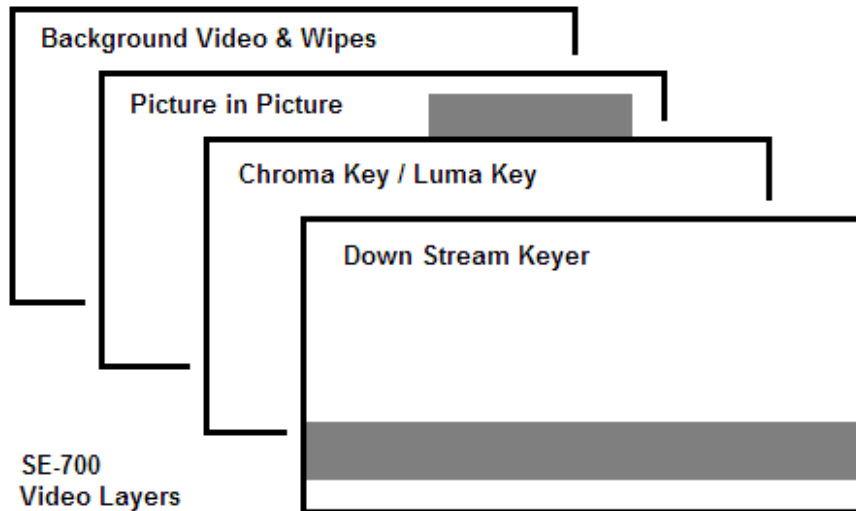 Background Video & Wipes
Picture in Picture
Chroma Key / Luma Key
Down Stream Keyer
SE-700
Video Layers